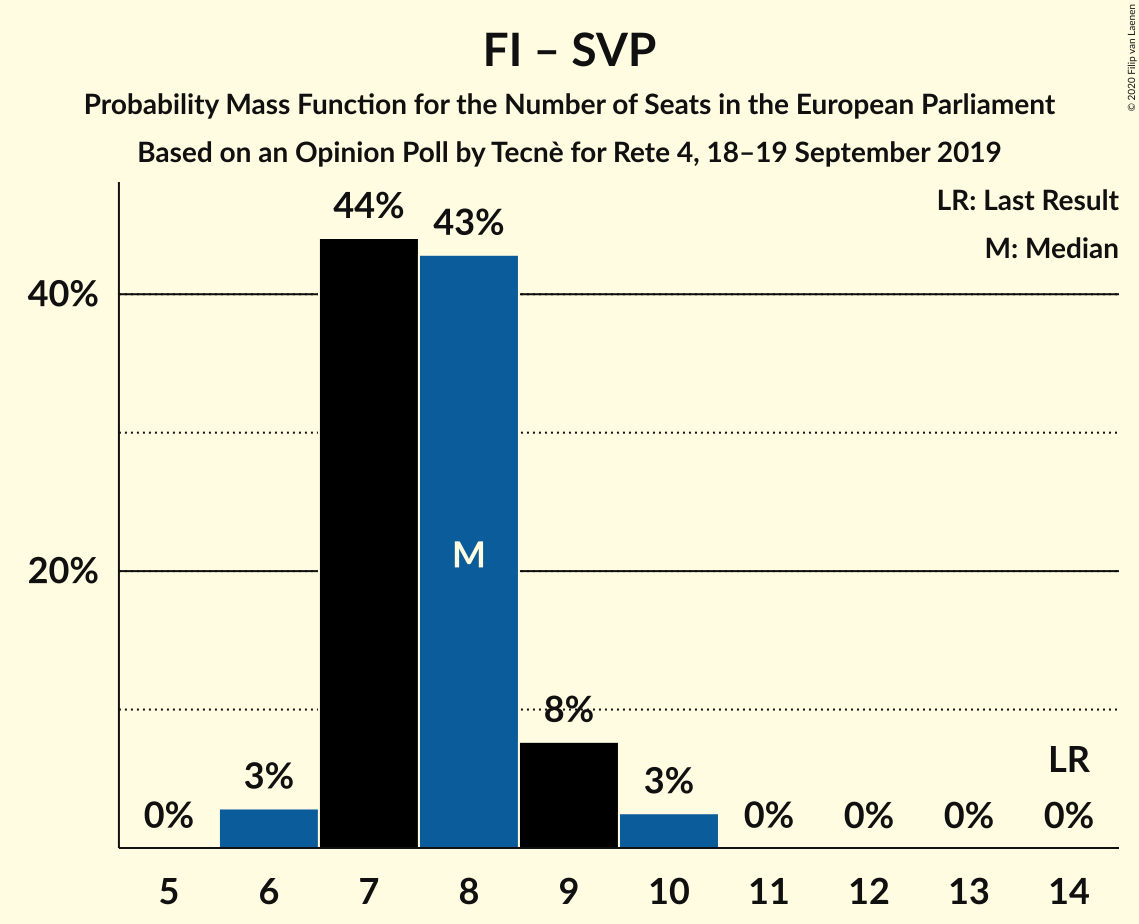 FI – SVP
Probability Mass Function for the Number of Seats in the European Parliament
Based on an Opinion Poll by Tecnè for Rete 4, 18–19 September 2019
© 2020 Filip van Laenen
LR: Last Result
M: Median
44%
43%
40%
M
20%
8%
3%
3%
LR
0%
0%
0%
0%
0%
5 6 7 8 9 10 11 12 13 14